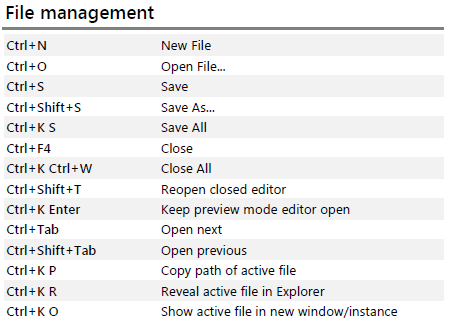 File management
Ctrl+N New File
Ctrl+O Open File...
Ctrl+S Save
Ctrl+Shift+S Save As...
Ctrl+K S Save All
Ctrl+F4 Close
Ctrl+K Ctrl+W Close All
Ctrl+Shift+T Reopen closed editor
Ctrl+K Enter Keep preview mode editor open
Ctrl+Tab Open next
Ctrl+Shift+Tab Open previous
Ctrl+K P Copy path of active file
Ctrl+K R Reveal active file in Explorer
Ctrl+K O Show active file in new window/instance